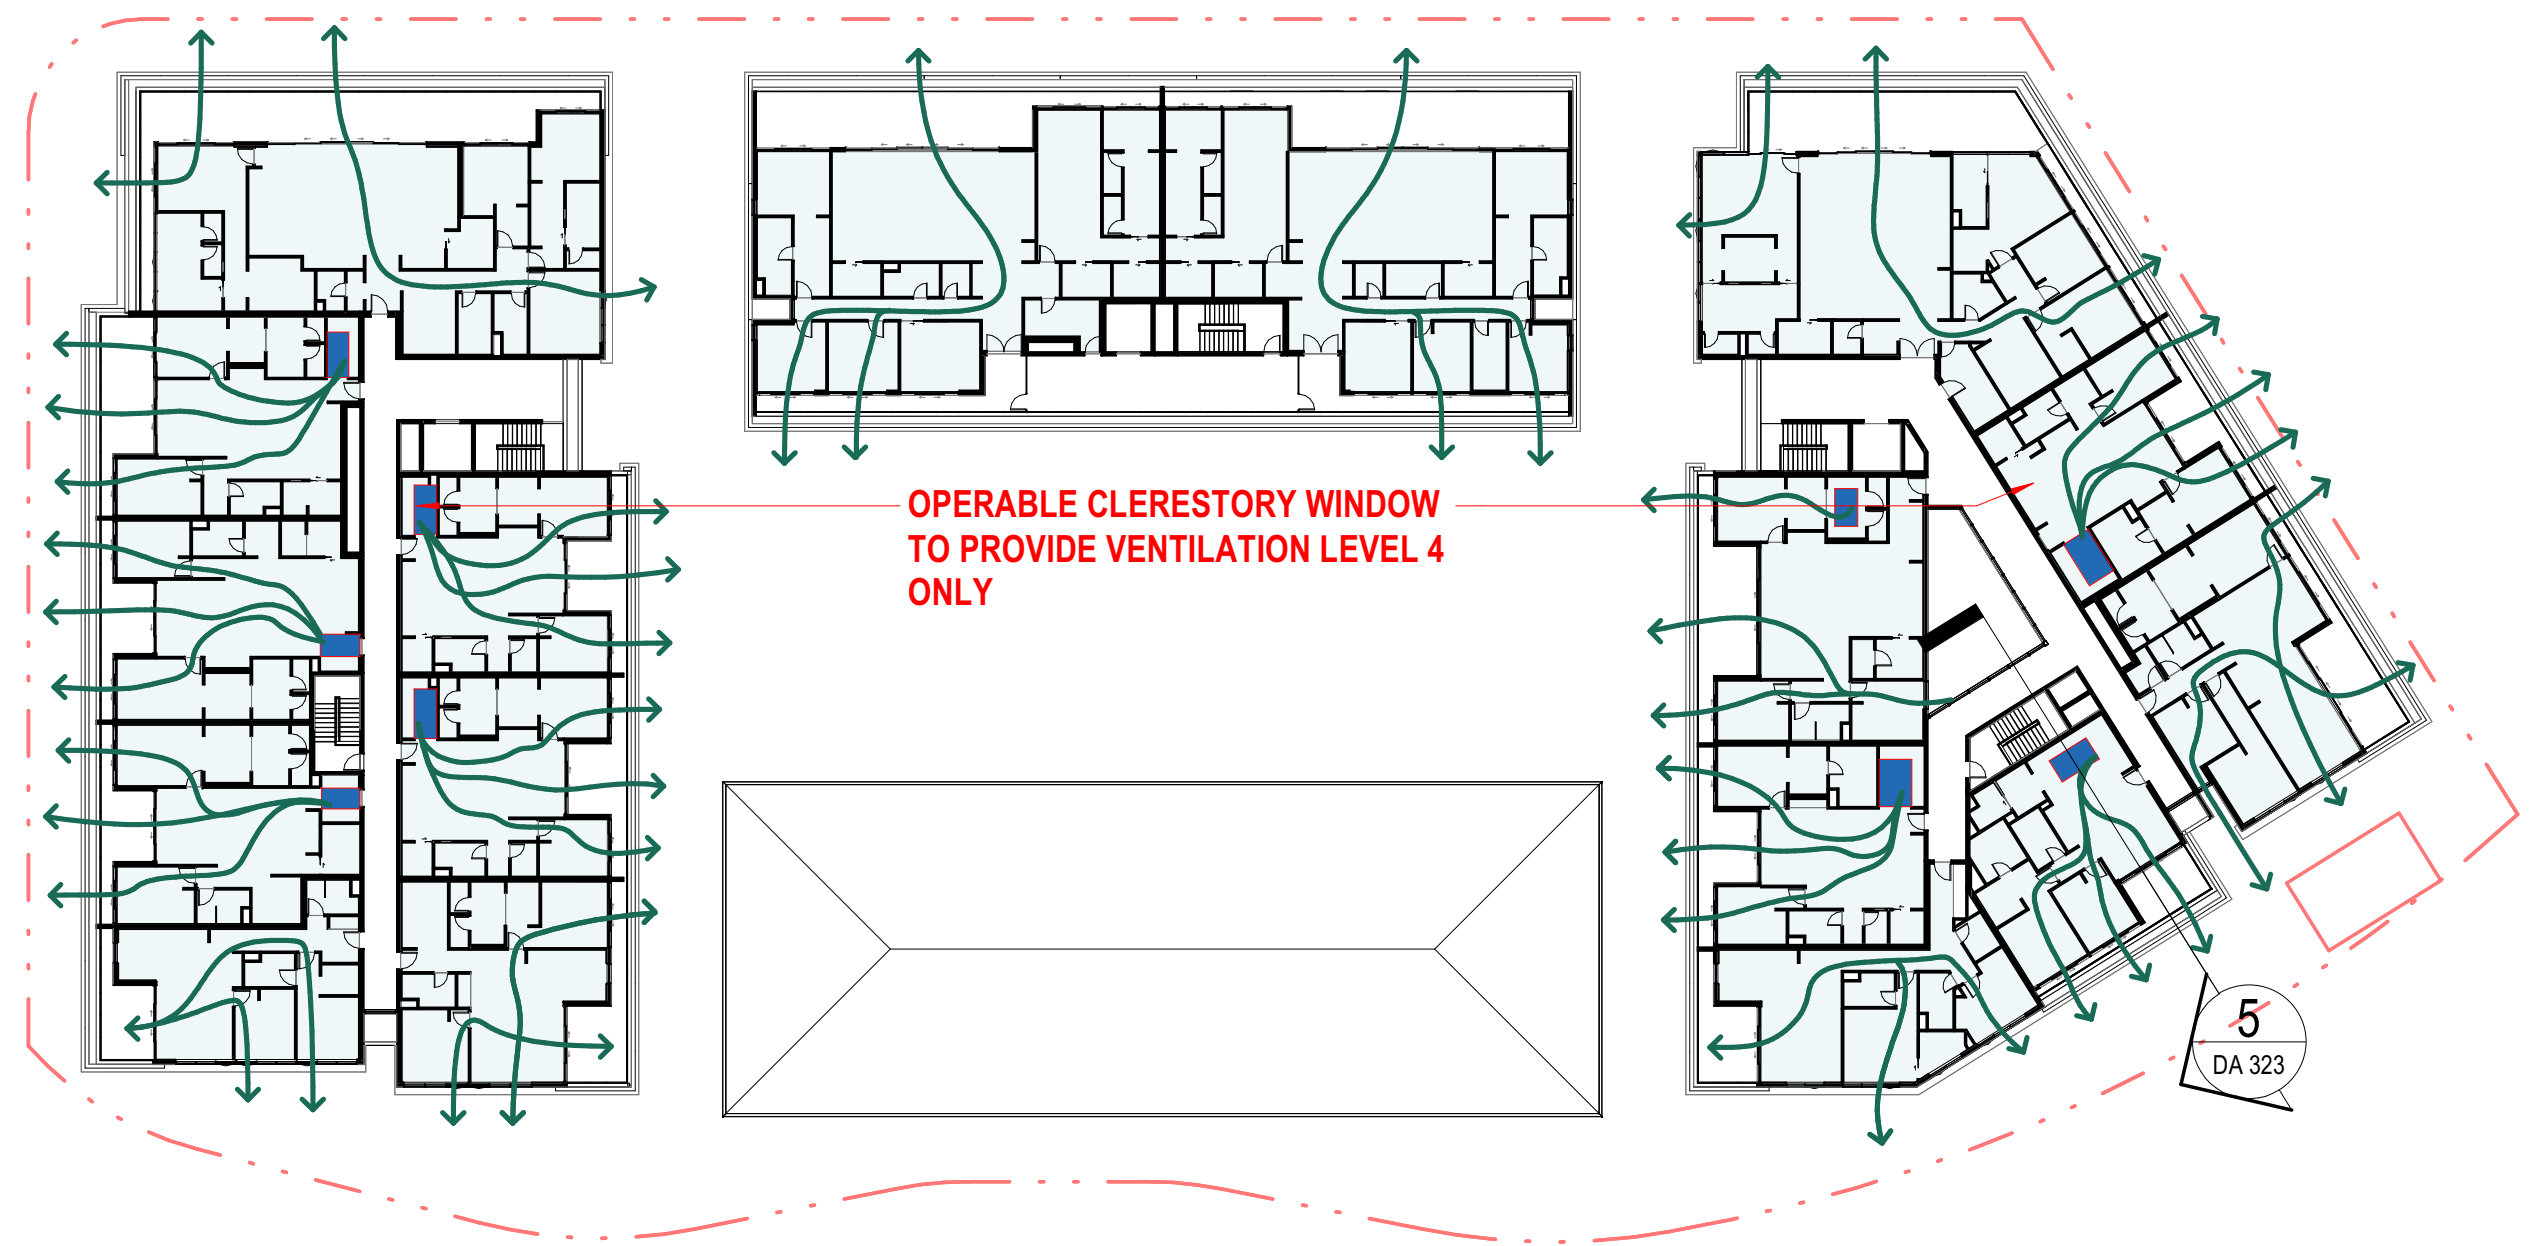 OPERABLE CLERESTORY WINDOW
TO PROVIDE VENTILATION LEVEL 4
ONLY
5
DA 323